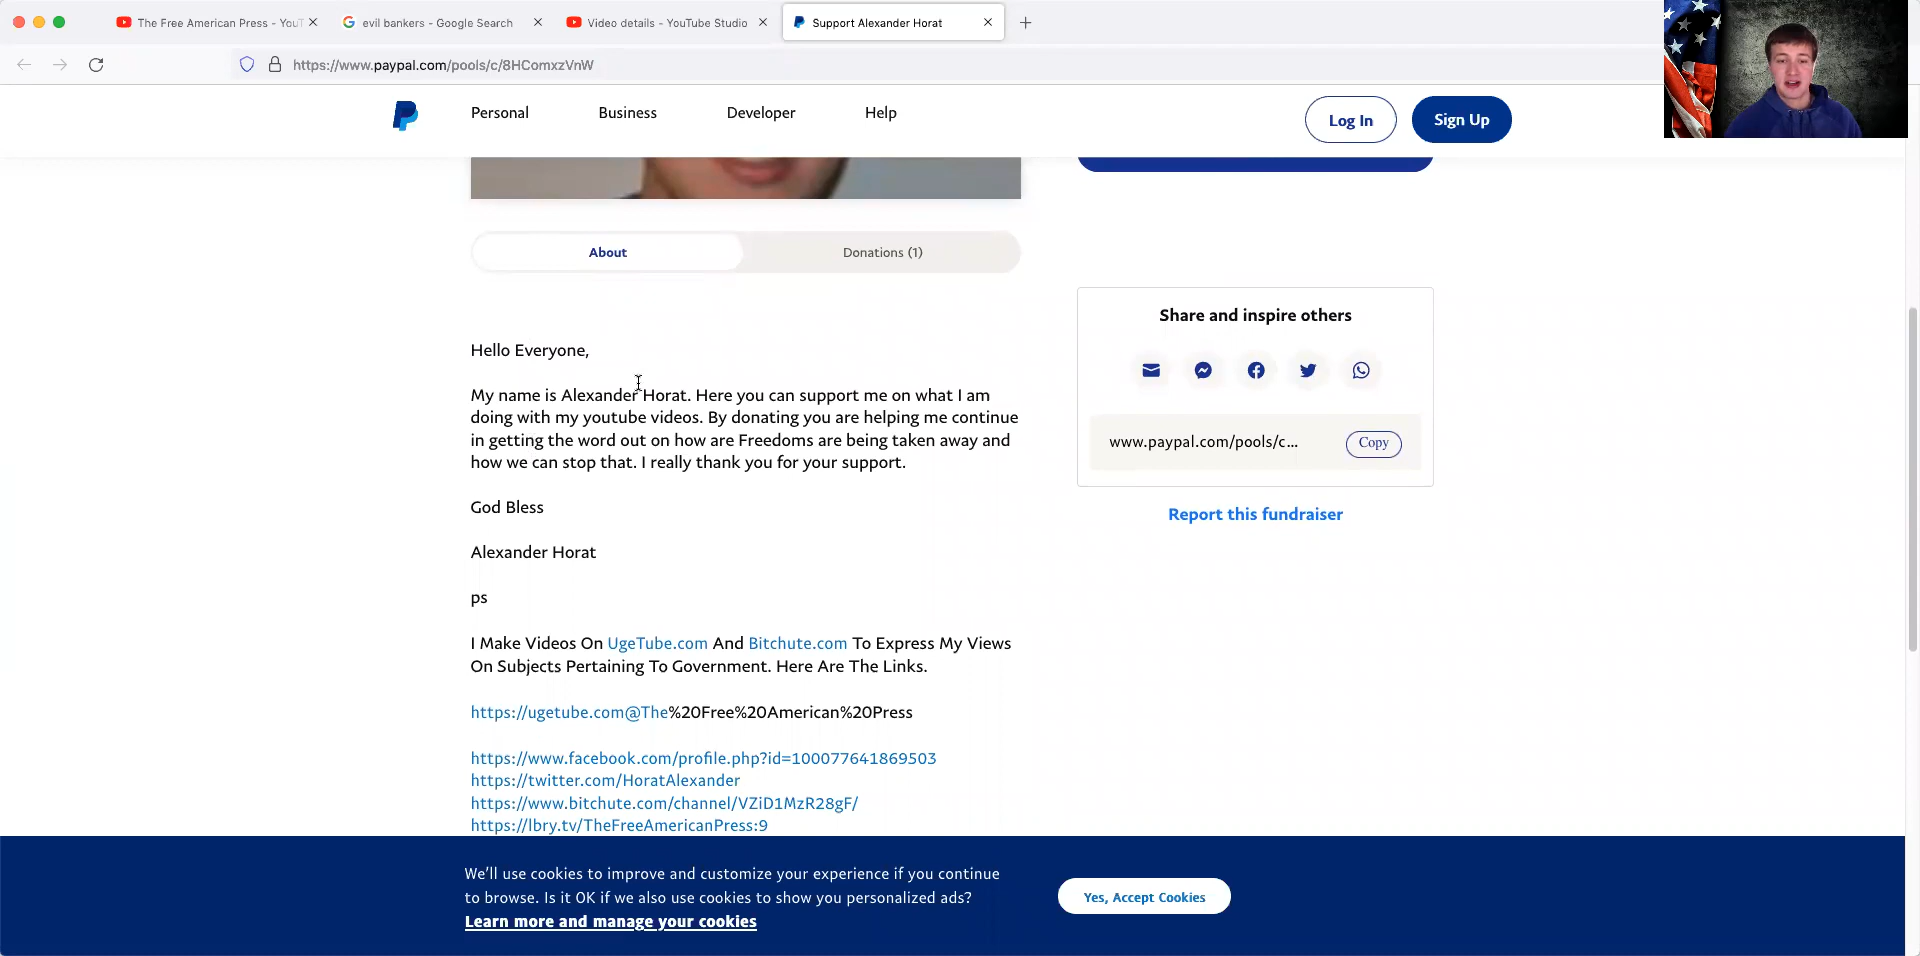 The Free American Press - YouT
evil bankers - Google Search
Video details - YouTube Studio
Support Alexander Horat
https://www.paypal.com/pools/c/8HComxzVnW
Personal
Business
Developer
Help
Log In
Sign Up
About
Donations (1)
Hello Everyone,
My name is Alexander Horat. Here you can support me on what I am
doing with my youtube videos. By donating you are helping me continue
in getting the word out on how are Freedoms are being taken away and
how we can stop that. I really thank you for your support.
God Bless
Alexander Horat
ps
I Make Videos On UgeTube.com And Bitchute.com To Express My Views
On Subjects Pertaining To Government. Here Are The Links.
https://ugetube.com@The%20Free%20American%20Press
https://www.facebook.com/profile.php?id=100077641869503
https://twitter.com/HoratAlexander
https://www.bitchute.com/channel/VZiD1MzR28gF/
https://lbry.tv/TheFreeAmericanPress:9
Share and inspire others
www.paypal.com/pools/c...
Copy
Report this fundraiser
We'll use cookies to improve and customize your experience if you continue
to browse. Is it OK if we also use cookies to show you personalized ads?
Learn more and manage your cookies
Yes, Accept Cookies